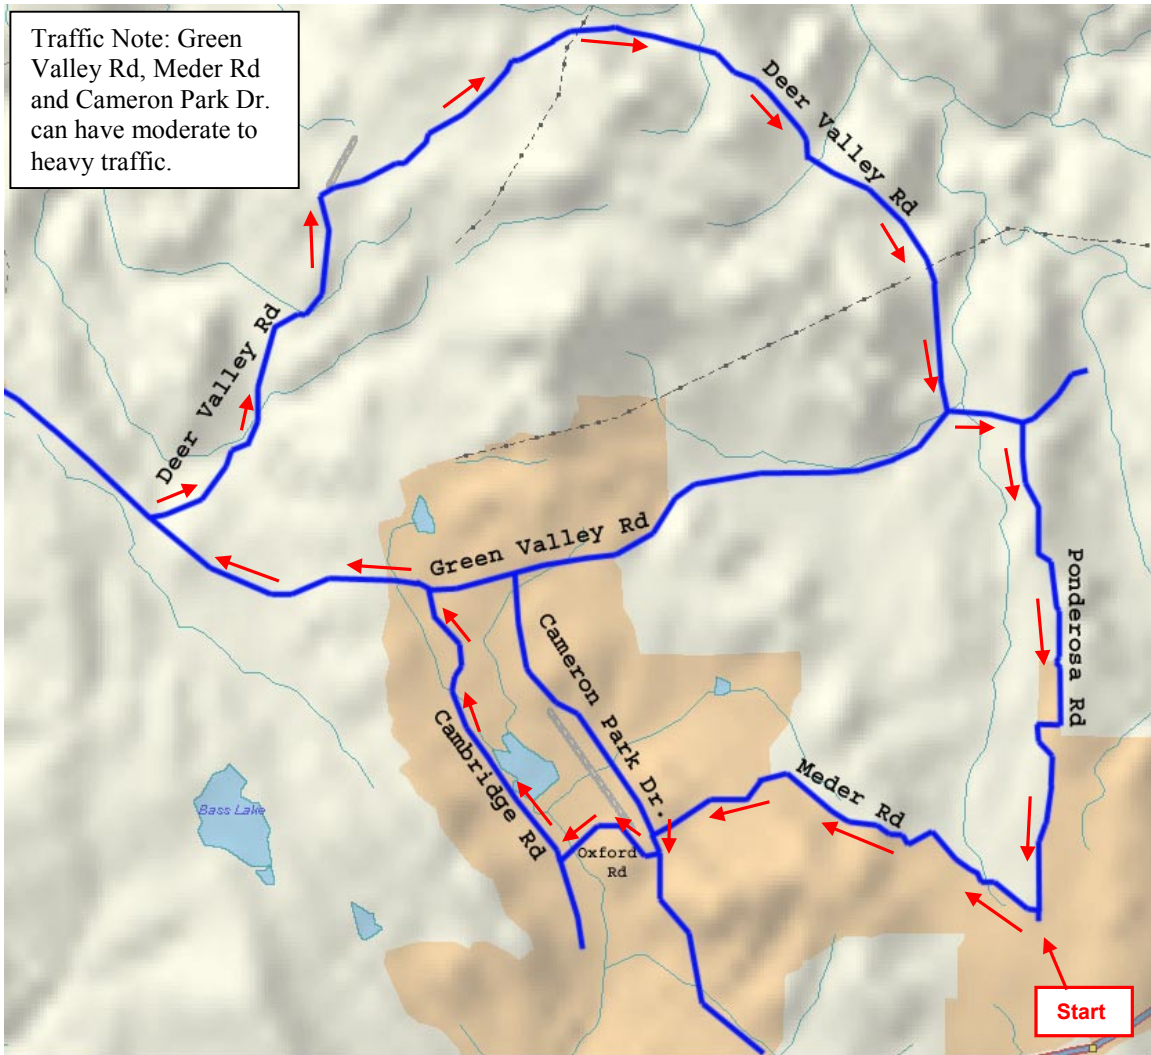 Traffic Note: Green
Valley Rd, Meder Rd
and Cameron Park Dr.
can have moderate to
heavy traffic.
Deer Valley Rd
Deer Valley Rd
Green Valley Rd
Ponderosa Rd
Cameron Park Dr.
Cambridge Rd
Meder Rd
Bass Lake
Oxford
Rd
Start